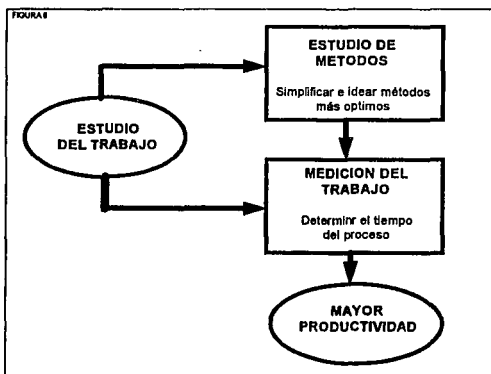 FIGURA 6
ESTUDIO DE
METODOS
Simplificar e idear métodos
más optimos
ESTUDIO
DEL TRABAJO
MEDICION DEL
TRABAJO
Determinr el tiempo
del proceso
MAYOR
PRODUCTIVIDAD